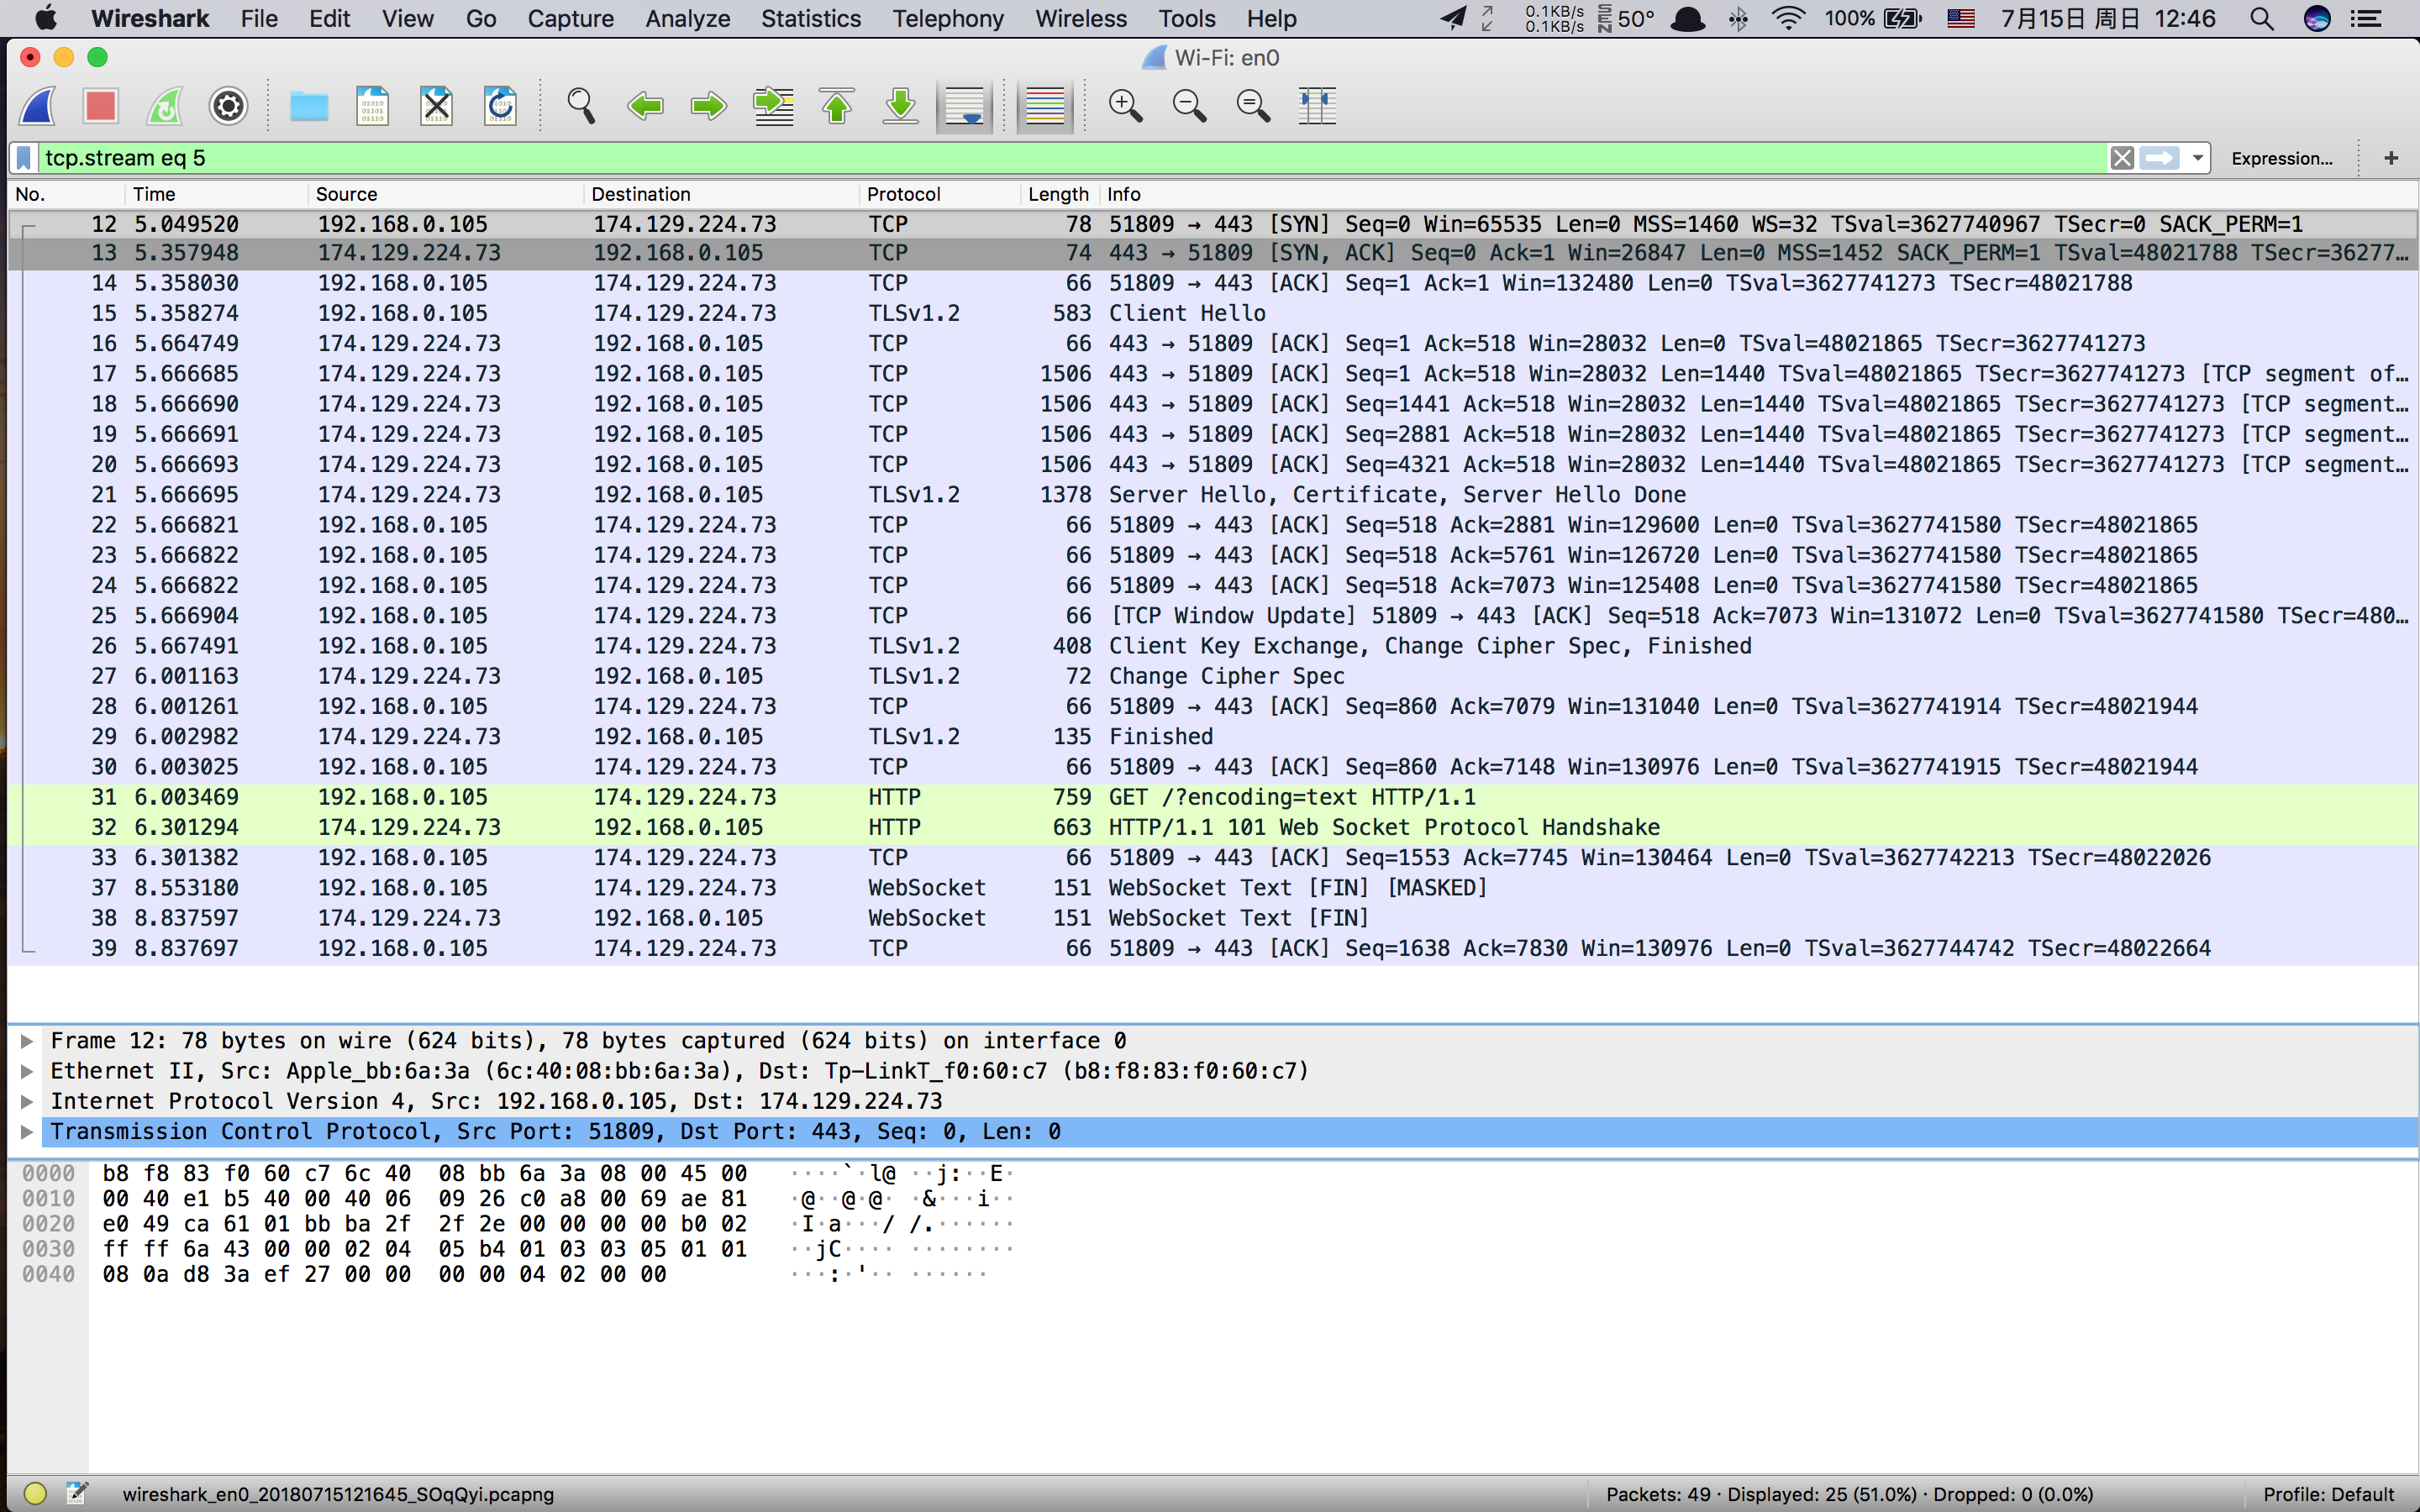 Wireshark File Edit View Go Capture Analyze Statistics Telephony Wireless Tools Help 0.1KB/s 0.1KB/s SEN 50° 100% 7月15日 周日 12:46
Wi-Fi: en0
tcp.stream eq 5 Expression... +
No. Time Source Destination Protocol Length Info
12 5.049520 192.168.0.105 174.129.224.73 TCP 78 51809 → 443 [SYN] Seq=0 Win=65535 Len=0 MSS=1460 WS=32 TSval=3627740967 TSecr=0 SACK_PERM=1
13 5.357948 174.129.224.73 192.168.0.105 TCP 74 443 → 51809 [SYN, ACK] Seq=0 Ack=1 Win=26847 Len=0 MSS=1452 SACK_PERM=1 TSval=48021788 TSecr=36277…
14 5.358030 192.168.0.105 174.129.224.73 TCP 66 51809 → 443 [ACK] Seq=1 Ack=1 Win=132480 Len=0 TSval=3627741273 TSecr=48021788
15 5.358274 192.168.0.105 174.129.224.73 TLSv1.2 583 Client Hello
16 5.664749 174.129.224.73 192.168.0.105 TCP 66 443 → 51809 [ACK] Seq=1 Ack=518 Win=28032 Len=0 TSval=48021865 TSecr=3627741273
17 5.666685 174.129.224.73 192.168.0.105 TCP 1506 443 → 51809 [ACK] Seq=1 Ack=518 Win=28032 Len=1440 TSval=48021865 TSecr=3627741273 [TCP segment of…
18 5.666690 174.129.224.73 192.168.0.105 TCP 1506 443 → 51809 [ACK] Seq=1441 Ack=518 Win=28032 Len=1440 TSval=48021865 TSecr=3627741273 [TCP segment…
19 5.666691 174.129.224.73 192.168.0.105 TCP 1506 443 → 51809 [ACK] Seq=2881 Ack=518 Win=28032 Len=1440 TSval=48021865 TSecr=3627741273 [TCP segment…
20 5.666693 174.129.224.73 192.168.0.105 TCP 1506 443 → 51809 [ACK] Seq=4321 Ack=518 Win=28032 Len=1440 TSval=48021865 TSecr=3627741273 [TCP segment…
21 5.666695 174.129.224.73 192.168.0.105 TLSv1.2 1378 Server Hello, Certificate, Server Hello Done
22 5.666821 192.168.0.105 174.129.224.73 TCP 66 51809 → 443 [ACK] Seq=518 Ack=2881 Win=129600 Len=0 TSval=3627741580 TSecr=48021865
23 5.666822 192.168.0.105 174.129.224.73 TCP 66 51809 → 443 [ACK] Seq=518 Ack=5761 Win=126720 Len=0 TSval=3627741580 TSecr=48021865
24 5.666822 192.168.0.105 174.129.224.73 TCP 66 51809 → 443 [ACK] Seq=518 Ack=7073 Win=125408 Len=0 TSval=3627741580 TSecr=48021865
25 5.666904 192.168.0.105 174.129.224.73 TCP 66 [TCP Window Update] 51809 → 443 [ACK] Seq=518 Ack=7073 Win=131072 Len=0 TSval=3627741580 TSecr=480…
26 5.667491 192.168.0.105 174.129.224.73 TLSv1.2 408 Client Key Exchange, Change Cipher Spec, Finished
27 6.001163 174.129.224.73 192.168.0.105 TLSv1.2 72 Change Cipher Spec
28 6.001261 192.168.0.105 174.129.224.73 TCP 66 51809 → 443 [ACK] Seq=860 Ack=7079 Win=131040 Len=0 TSval=3627741914 TSecr=48021944
29 6.002982 174.129.224.73 192.168.0.105 TLSv1.2 135 Finished
30 6.003025 192.168.0.105 174.129.224.73 TCP 66 51809 → 443 [ACK] Seq=860 Ack=7148 Win=130976 Len=0 TSval=3627741915 TSecr=48021944
31 6.003469 192.168.0.105 174.129.224.73 HTTP 759 GET /?encoding=text HTTP/1.1
32 6.301294 174.129.224.73 192.168.0.105 HTTP 663 HTTP/1.1 101 Web Socket Protocol Handshake
33 6.301382 192.168.0.105 174.129.224.73 TCP 66 51809 → 443 [ACK] Seq=1553 Ack=7745 Win=130464 Len=0 TSval=3627742213 TSecr=48022026
37 8.553180 192.168.0.105 174.129.224.73 WebSocket 151 WebSocket Text [FIN] [MASKED]
38 8.837597 174.129.224.73 192.168.0.105 WebSocket 151 WebSocket Text [FIN]
39 8.837697 192.168.0.105 174.129.224.73 TCP 66 51809 → 443 [ACK] Seq=1638 Ack=7830 Win=130976 Len=0 TSval=3627744742 TSecr=48022664
Frame 12: 78 bytes on wire (624 bits), 78 bytes captured (624 bits) on interface 0
Ethernet II, Src: Apple_bb:6a:3a (6c:40:08:bb:6a:3a), Dst: Tp-LinkT_f0:60:c7 (b8:f8:83:f0:60:c7)
Internet Protocol Version 4, Src: 192.168.0.105, Dst: 174.129.224.73
Transmission Control Protocol, Src Port: 51809, Dst Port: 443, Seq: 0, Len: 0
0000 b8 f8 83 f0 60 c7 6c 40 08 bb 6a 3a 08 00 45 00 ····`·l@ ··j:··E·
0010 00 40 e1 b5 40 00 40 06 09 26 c0 a8 00 69 ae 81 ·@··@·@· ·&···i··
0020 e0 49 ca 61 01 bb ba 2f 2f 2e 00 00 00 00 b0 02 ·I·a···/ /.······
0030 ff ff 6a 43 00 00 02 04 05 b4 01 03 03 05 01 01 ··jC···· ········
0040 08 0a d8 3a ef 27 00 00 00 00 04 02 00 00 ···:·'·· ······
wireshark_en0_20180715121645_SOqQyi.pcapng Packets: 49 · Displayed: 25 (51.0%) · Dropped: 0 (0.0%) Profile: Default